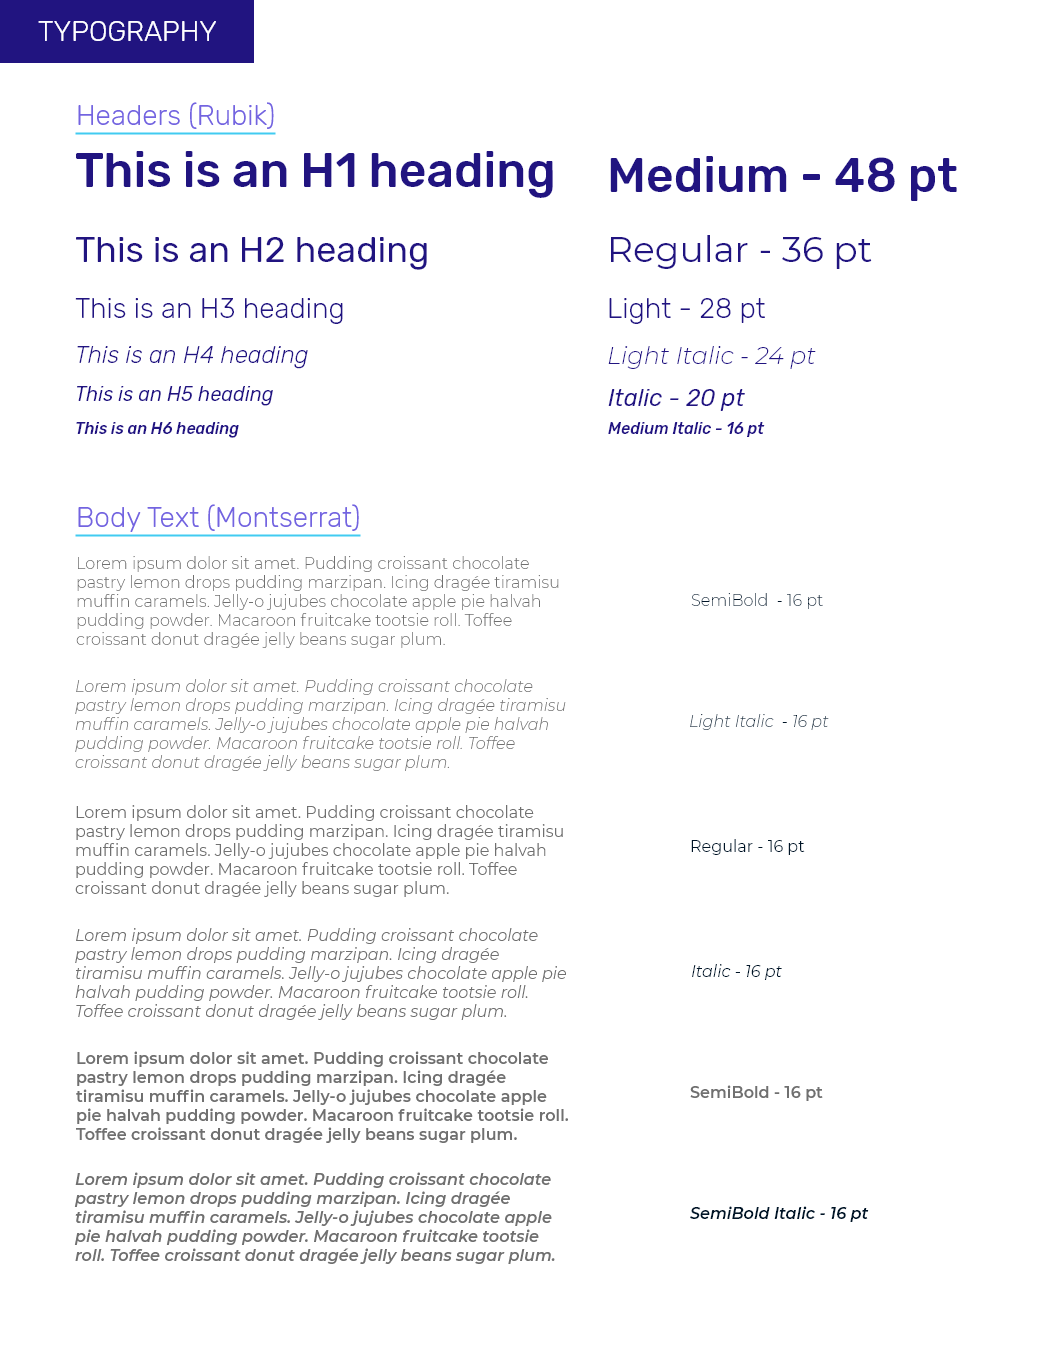 TYPOGRAPHY
Headers (Rubik)
This is an H1 heading
Medium - 48 pt
This is an H2 heading
Regular - 36 pt
This is an H3 heading
Light - 28 pt
This is an H4 heading
Light Italic - 24 pt
This is an H5 heading
Italic - 20 pt
This is an H6 heading
Medium Italic - 16 pt
Body Text (Montserrat)
Lorem ipsum dolor sit amet. Pudding croissant chocolate
pastry lemon drops pudding marzipan. Icing dragée tiramisu
muffin caramels. Jelly-o jujubes chocolate apple pie halvah
pudding powder. Macaroon fruitcake tootsie roll. Toffee
croissant donut dragée jelly beans sugar plum.
SemiBold - 16 pt
Lorem ipsum dolor sit amet. Pudding croissant chocolate
pastry lemon drops pudding marzipan. Icing dragée tiramisu
muffin caramels. Jelly-o jujubes chocolate apple pie halvah
pudding powder. Macaroon fruitcake tootsie roll. Toffee
croissant donut dragée jelly beans sugar plum.
Light Italic - 16 pt
Lorem ipsum dolor sit amet. Pudding croissant chocolate
pastry lemon drops pudding marzipan. Icing dragée tiramisu
muffin caramels. Jelly-o jujubes chocolate apple pie halvah
pudding powder. Macaroon fruitcake tootsie roll. Toffee
croissant donut dragée jelly beans sugar plum.
Regular - 16 pt
Lorem ipsum dolor sit amet. Pudding croissant chocolate
pastry lemon drops pudding marzipan. Icing dragée
tiramisu muffin caramels. Jelly-o jujubes chocolate apple pie
halvah pudding powder. Macaroon fruitcake tootsie roll.
Toffee croissant donut dragée jelly beans sugar plum.
Italic - 16 pt
Lorem ipsum dolor sit amet. Pudding croissant chocolate
pastry lemon drops pudding marzipan. Icing dragée
tiramisu muffin caramels. Jelly-o jujubes chocolate apple
pie halvah pudding powder. Macaroon fruitcake tootsie roll.
Toffee croissant donut dragée jelly beans sugar plum.
SemiBold - 16 pt
Lorem ipsum dolor sit amet. Pudding croissant chocolate
pastry lemon drops pudding marzipan. Icing dragée
tiramisu muffin caramels. Jelly-o jujubes chocolate apple
pie halvah pudding powder. Macaroon fruitcake tootsie
roll. Toffee croissant donut dragée jelly beans sugar plum.
SemiBold Italic - 16 pt